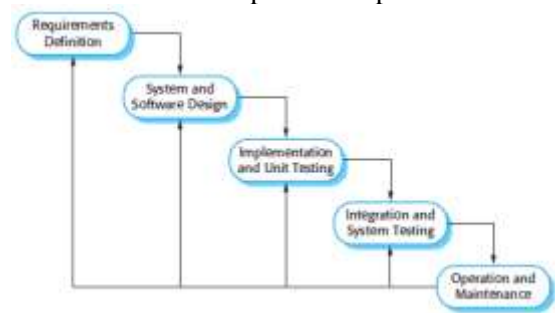 Requirements
Definition
System and
Software Design
Implementation
and Unit Testing
Integration and
System Testing
Operation and
Maintenance